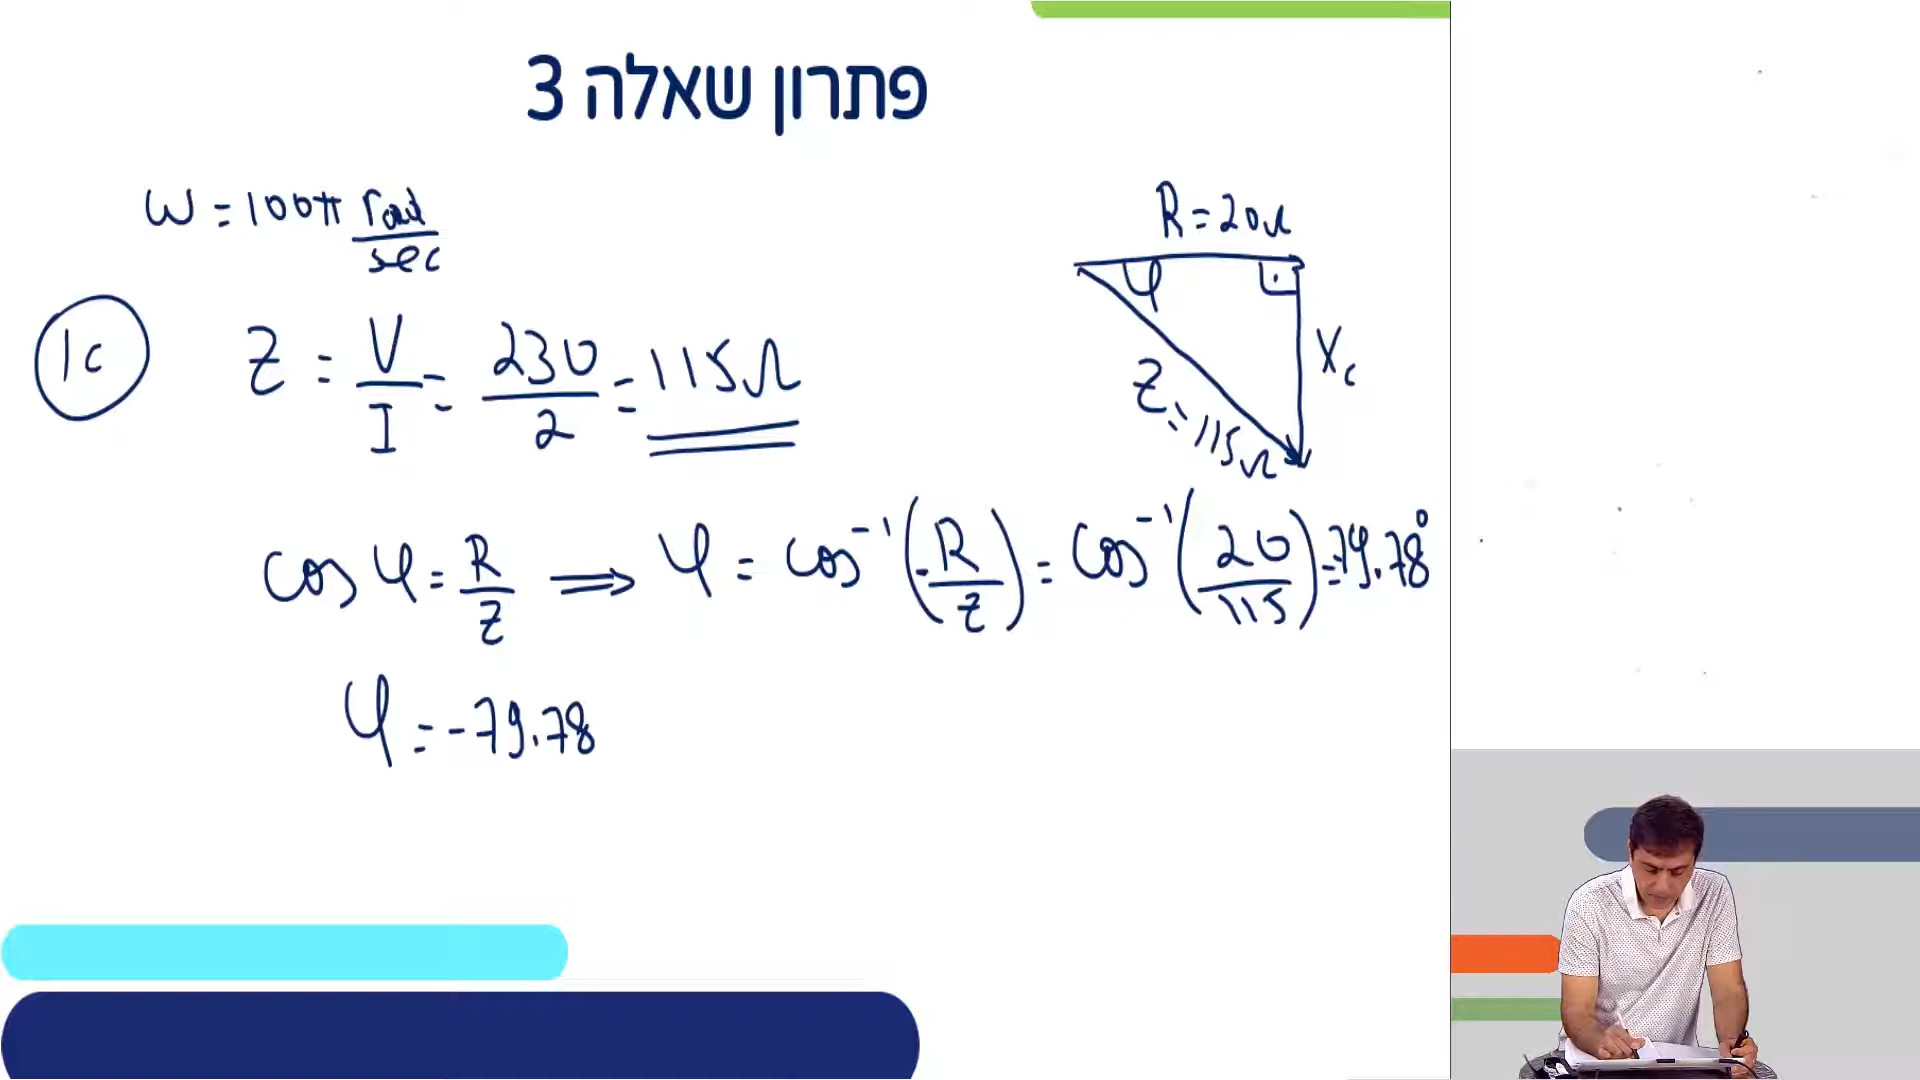 פתרון שאלה 3
ω = 100π rad/sec
R = 20Ω
φ
X_c
Z = 115Ω
1c
Z = V/I = 230/2 = 115Ω
cos φ = R/Z ⟹ φ = cos⁻¹(R/Z) = cos⁻¹(20/115) = 79.78°
φ = -79.78